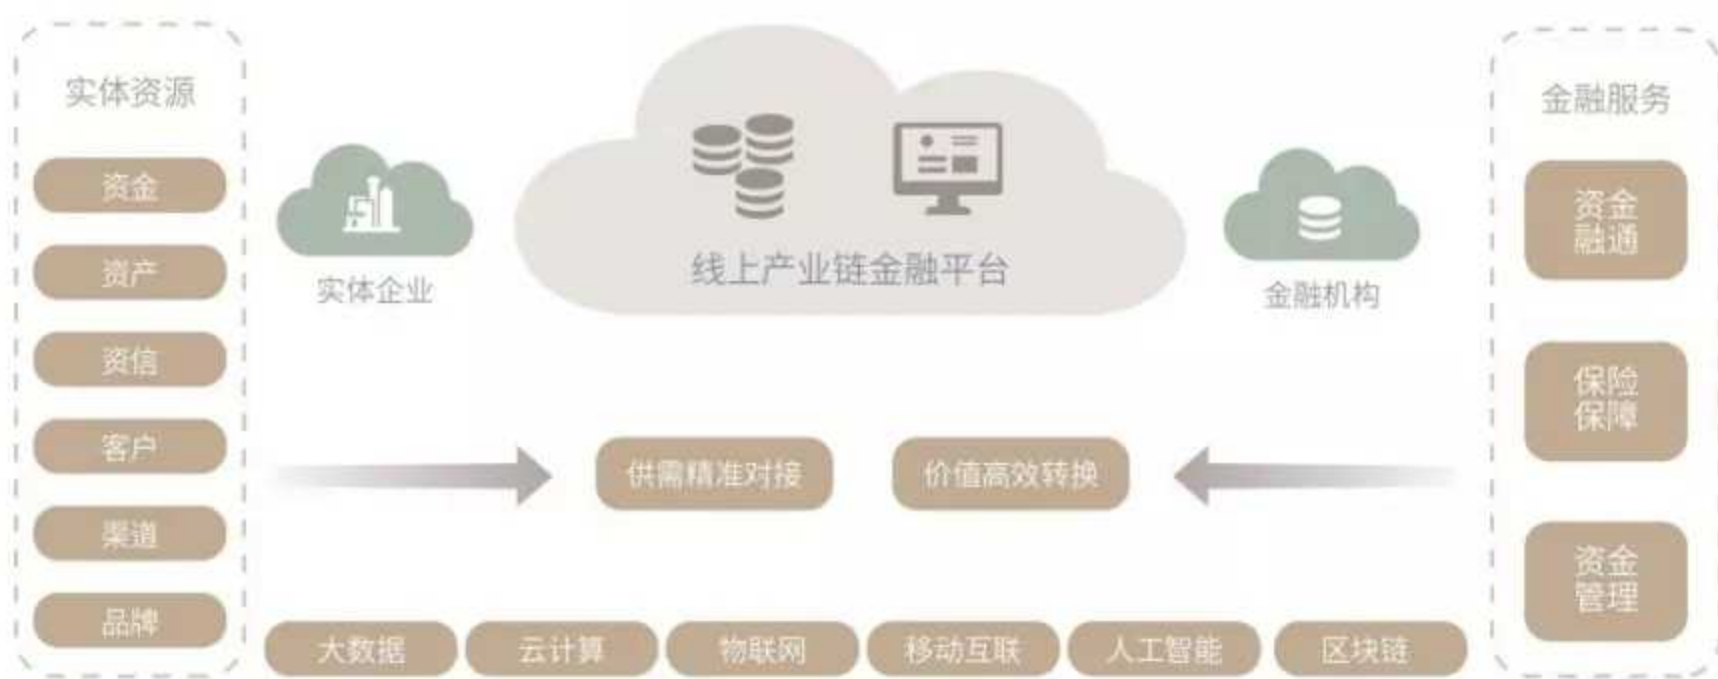 实体资源
资金
资产
资信
客户
渠道
品牌
实体企业
线上产业链金融平台
金融机构
供需精准对接
价值高效转换
大数据
云计算
物联网
移动互联
人工智能
区块链
金融服务
资金
融通
保险
保障
资金
管理